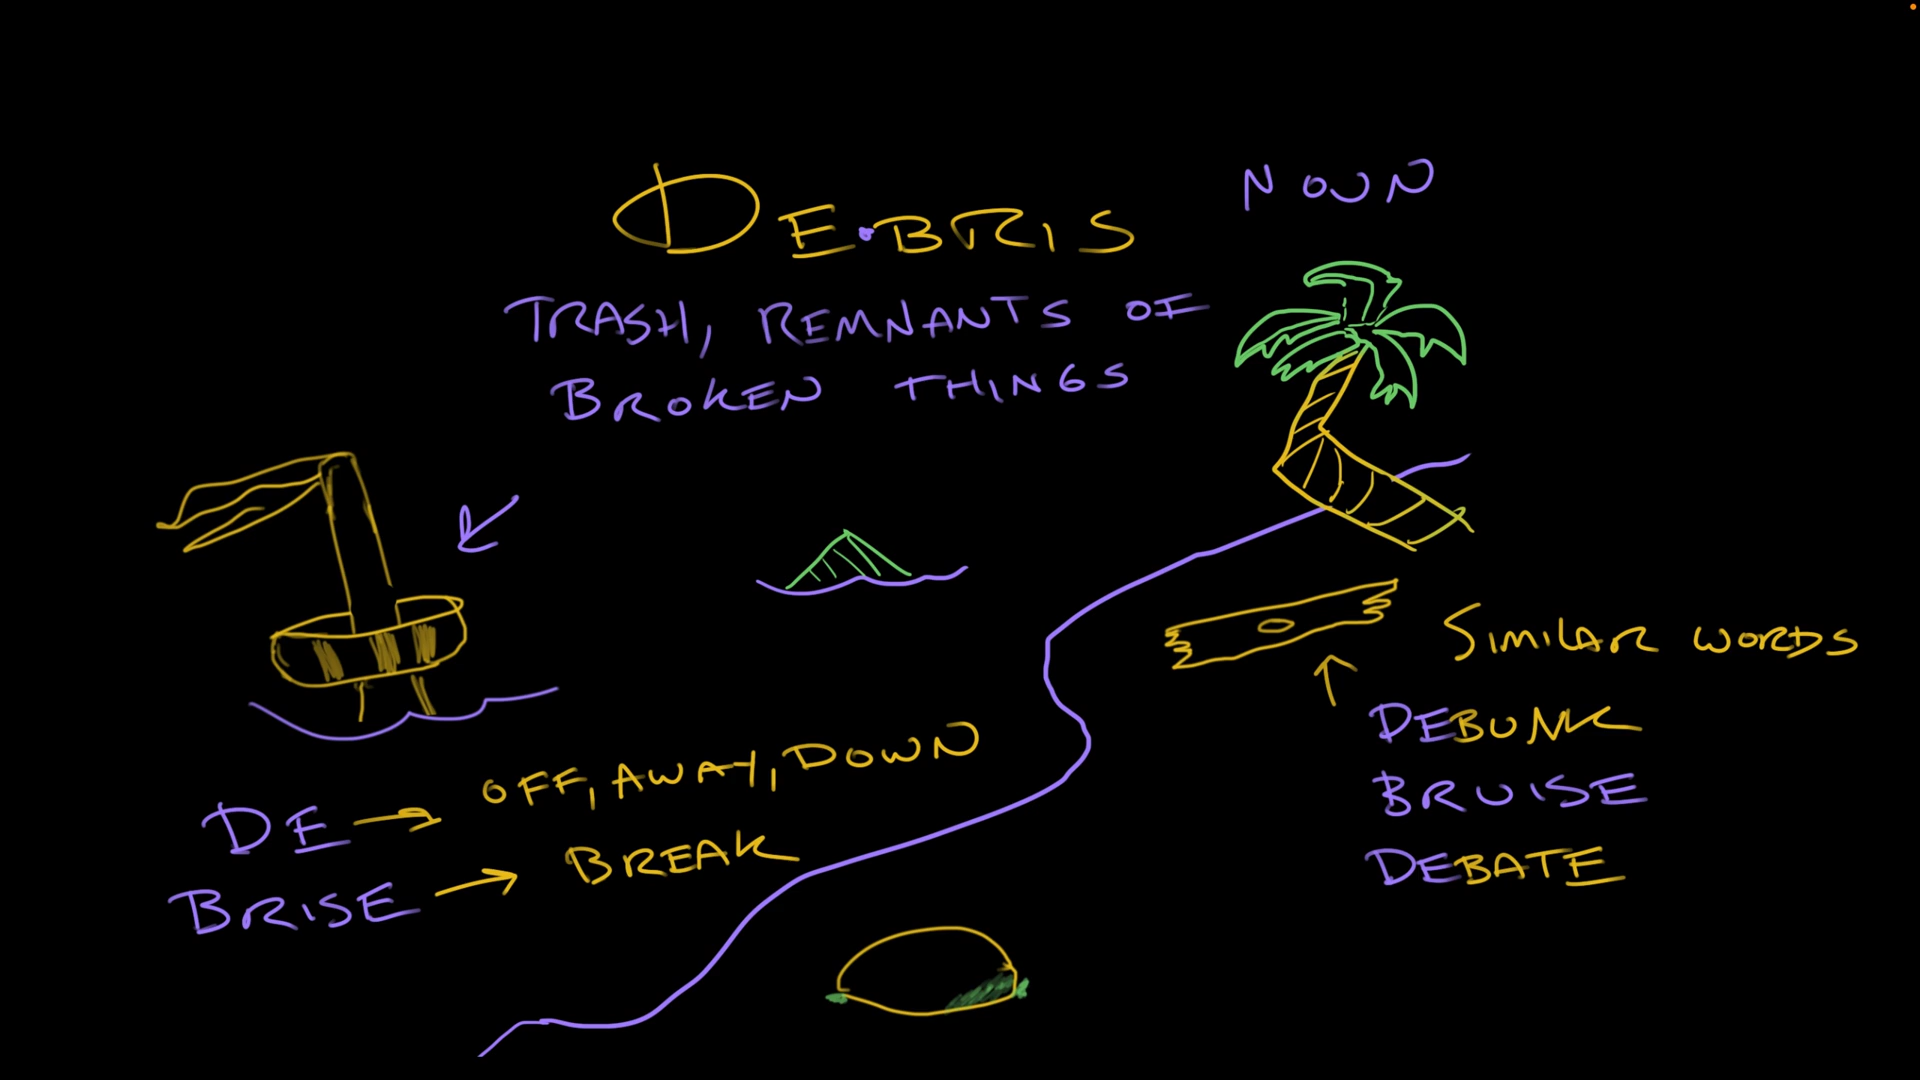 DE·BRIS
NOUN
TRASH, REMNANTS OF
BROKEN THINGS
DE → OFF, AWAY, DOWN
BRISE → BREAK
SIMILAR WORDS
DEBUNK
BRUISE
DEBATE